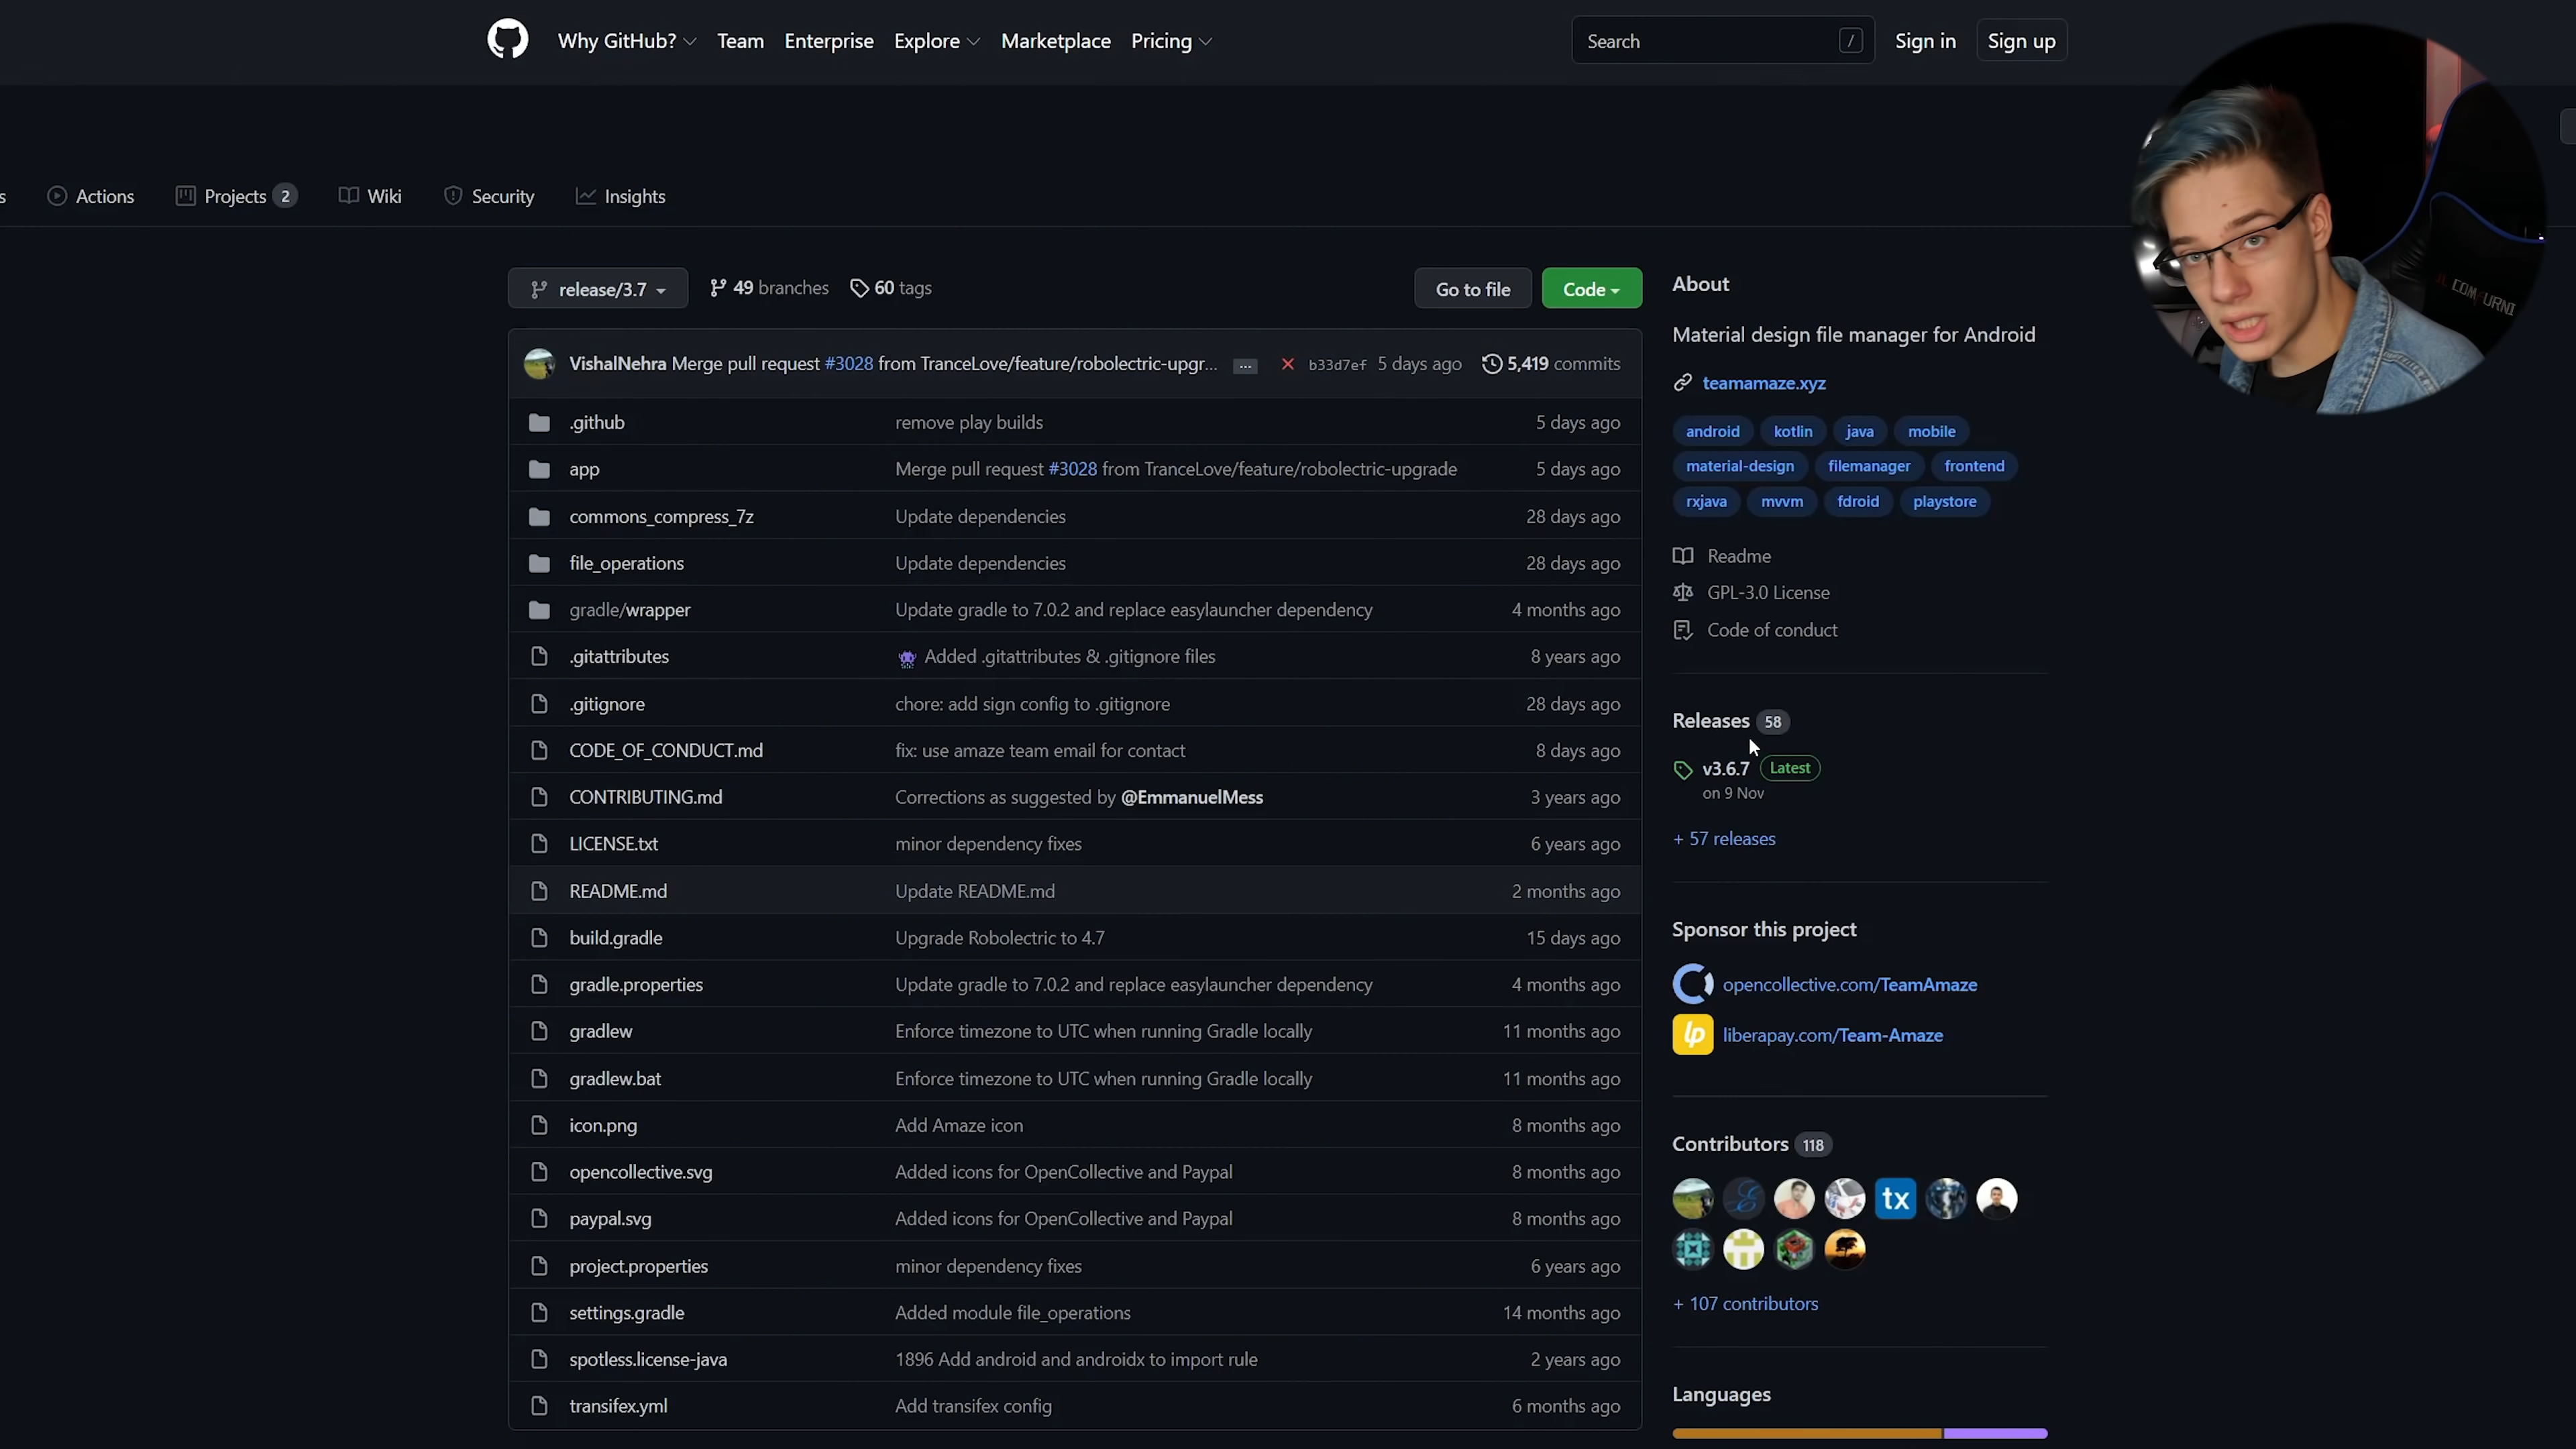 Why GitHub? Team Enterprise Explore Marketplace Pricing Search / Sign in Sign up
s Actions Projects 2 Wiki Security Insights
release/3.7 49 branches 60 tags Go to file Code
VishalNehra Merge pull request #3028 from TranceLove/feature/robolectric-upgr... ... b33d7ef 5 days ago 5,419 commits
.github remove play builds 5 days ago
app Merge pull request #3028 from TranceLove/feature/robolectric-upgrade 5 days ago
commons_compress_7z Update dependencies 28 days ago
file_operations Update dependencies 28 days ago
gradle/wrapper Update gradle to 7.0.2 and replace easylauncher dependency 4 months ago
.gitattributes Added .gitattributes & .gitignore files 8 years ago
.gitignore chore: add sign config to .gitignore 28 days ago
CODE_OF_CONDUCT.md fix: use amaze team email for contact 8 days ago
CONTRIBUTING.md Corrections as suggested by @EmmanuelMess 3 years ago
LICENSE.txt minor dependency fixes 6 years ago
README.md Update README.md 2 months ago
build.gradle Upgrade Robolectric to 4.7 15 days ago
gradle.properties Update gradle to 7.0.2 and replace easylauncher dependency 4 months ago
gradlew Enforce timezone to UTC when running Gradle locally 11 months ago
gradlew.bat Enforce timezone to UTC when running Gradle locally 11 months ago
icon.png Add Amaze icon 8 months ago
opencollective.svg Added icons for OpenCollective and Paypal 8 months ago
paypal.svg Added icons for OpenCollective and Paypal 8 months ago
project.properties minor dependency fixes 6 years ago
settings.gradle Added module file_operations 14 months ago
spotless.license-java 1896 Add android and androidx to import rule 2 years ago
transifex.yml Add transifex config 6 months ago
About
Material design file manager for Android
teamamaze.xyz
android kotlin java mobile
material-design filemanager frontend
rxjava mvvm fdroid playstore
Readme
GPL-3.0 License
Code of conduct
Releases 58
v3.6.7 Latest
on 9 Nov
+ 57 releases
Sponsor this project
opencollective.com/TeamAmaze
lp liberapay.com/Team-Amaze
Contributors 118
tx
+ 107 contributors
Languages